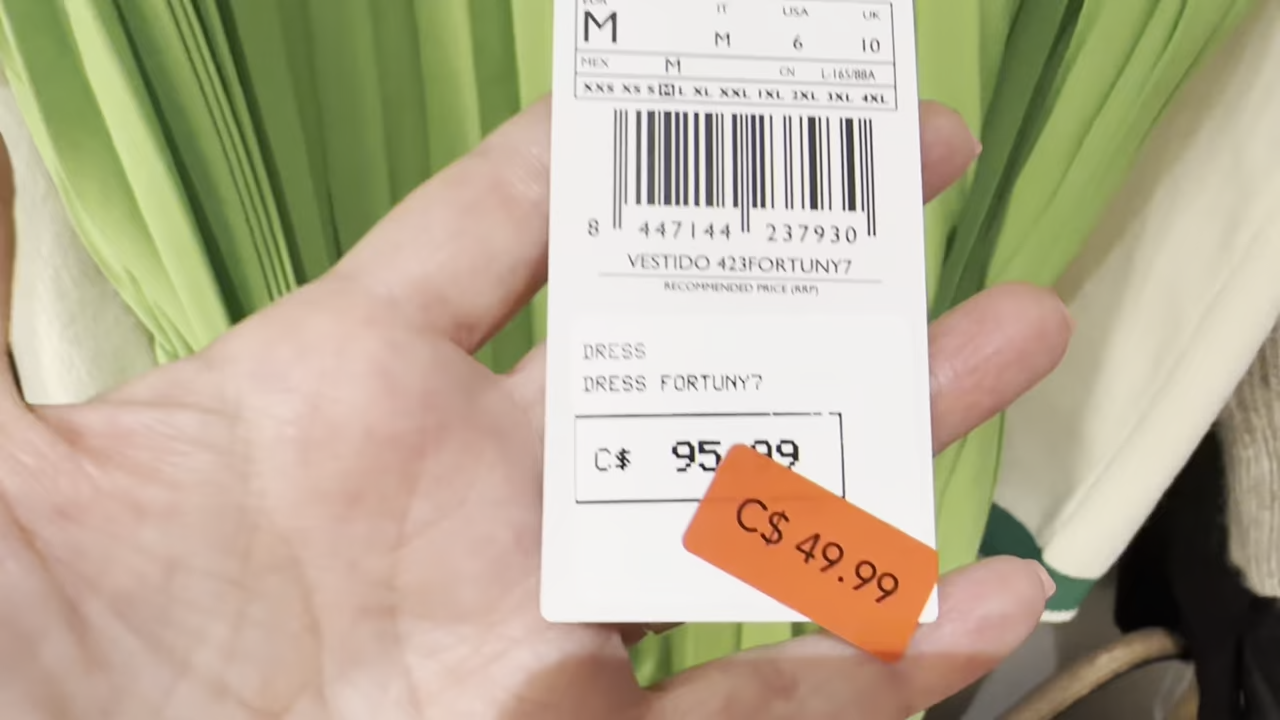 M IT USA UK
M 6 10
MEX M CN L-165/88A
XXS XS S M L XL XXL 1XL 2XL 3XL 4XL
8 447144 237930
VESTIDO 423FORTUNY7
RECOMMENDED PRICE (RRP)
DRESS
DRESS FORTUNY7
C$ 95.99
C$ 49.99